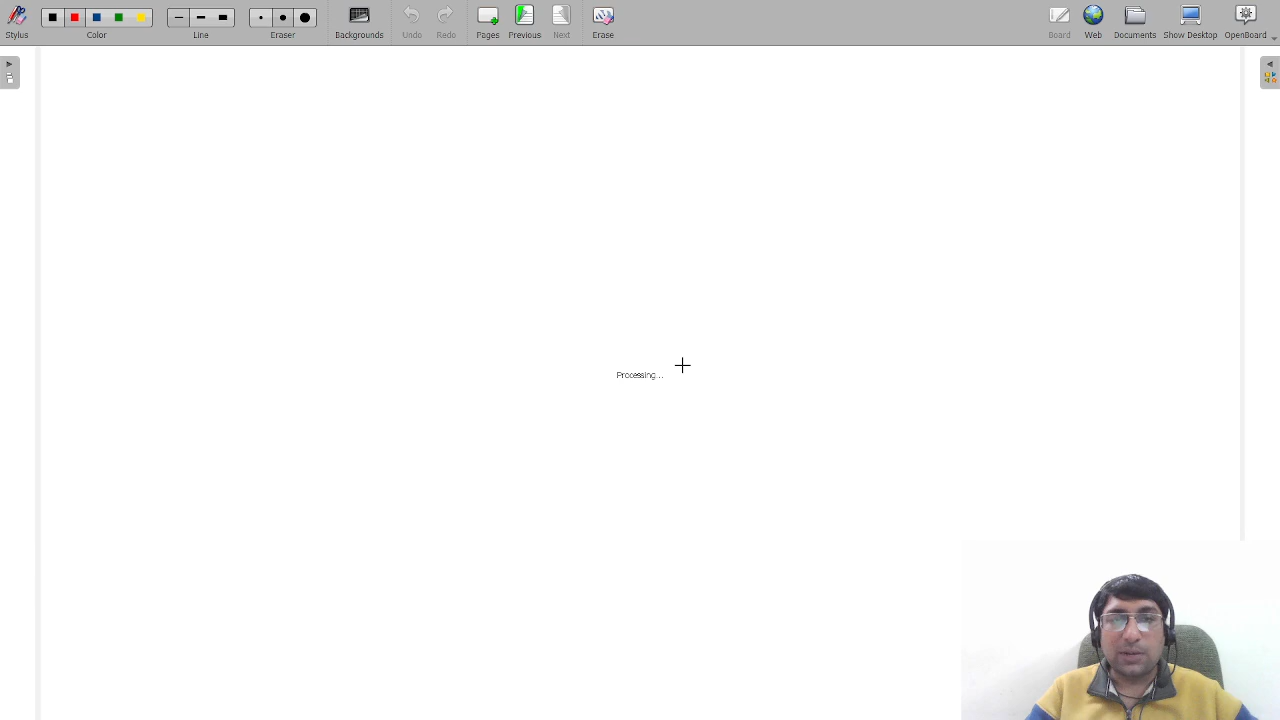 Stylus
Color
Line
Eraser
Backgrounds
Undo
Redo
Pages
Previous
Next
Erase
Board
Web
Documents
Show Desktop
OpenBoard
Processing...